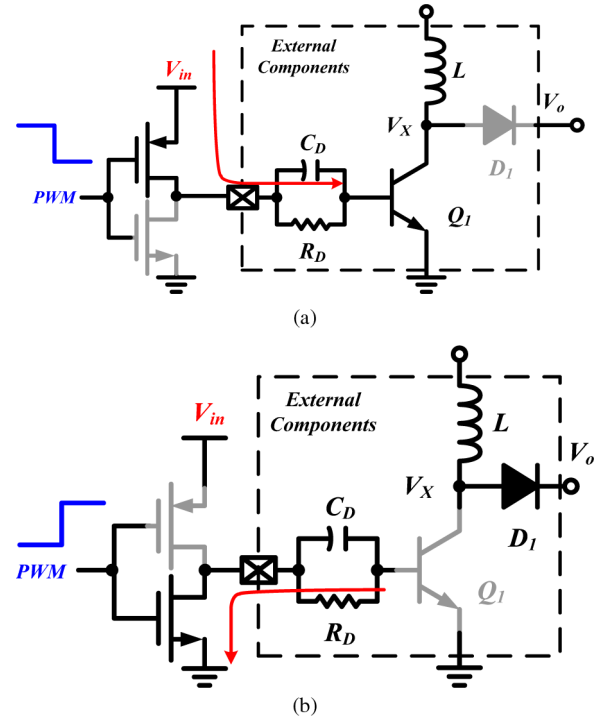 External
Components
L
V_in
V_o
V_X
C_D
D_1
PWM
Q_1
R_D
(a)
External
Components
V_in
L
V_o
V_X
C_D
D_1
PWM
Q_1
R_D
(b)